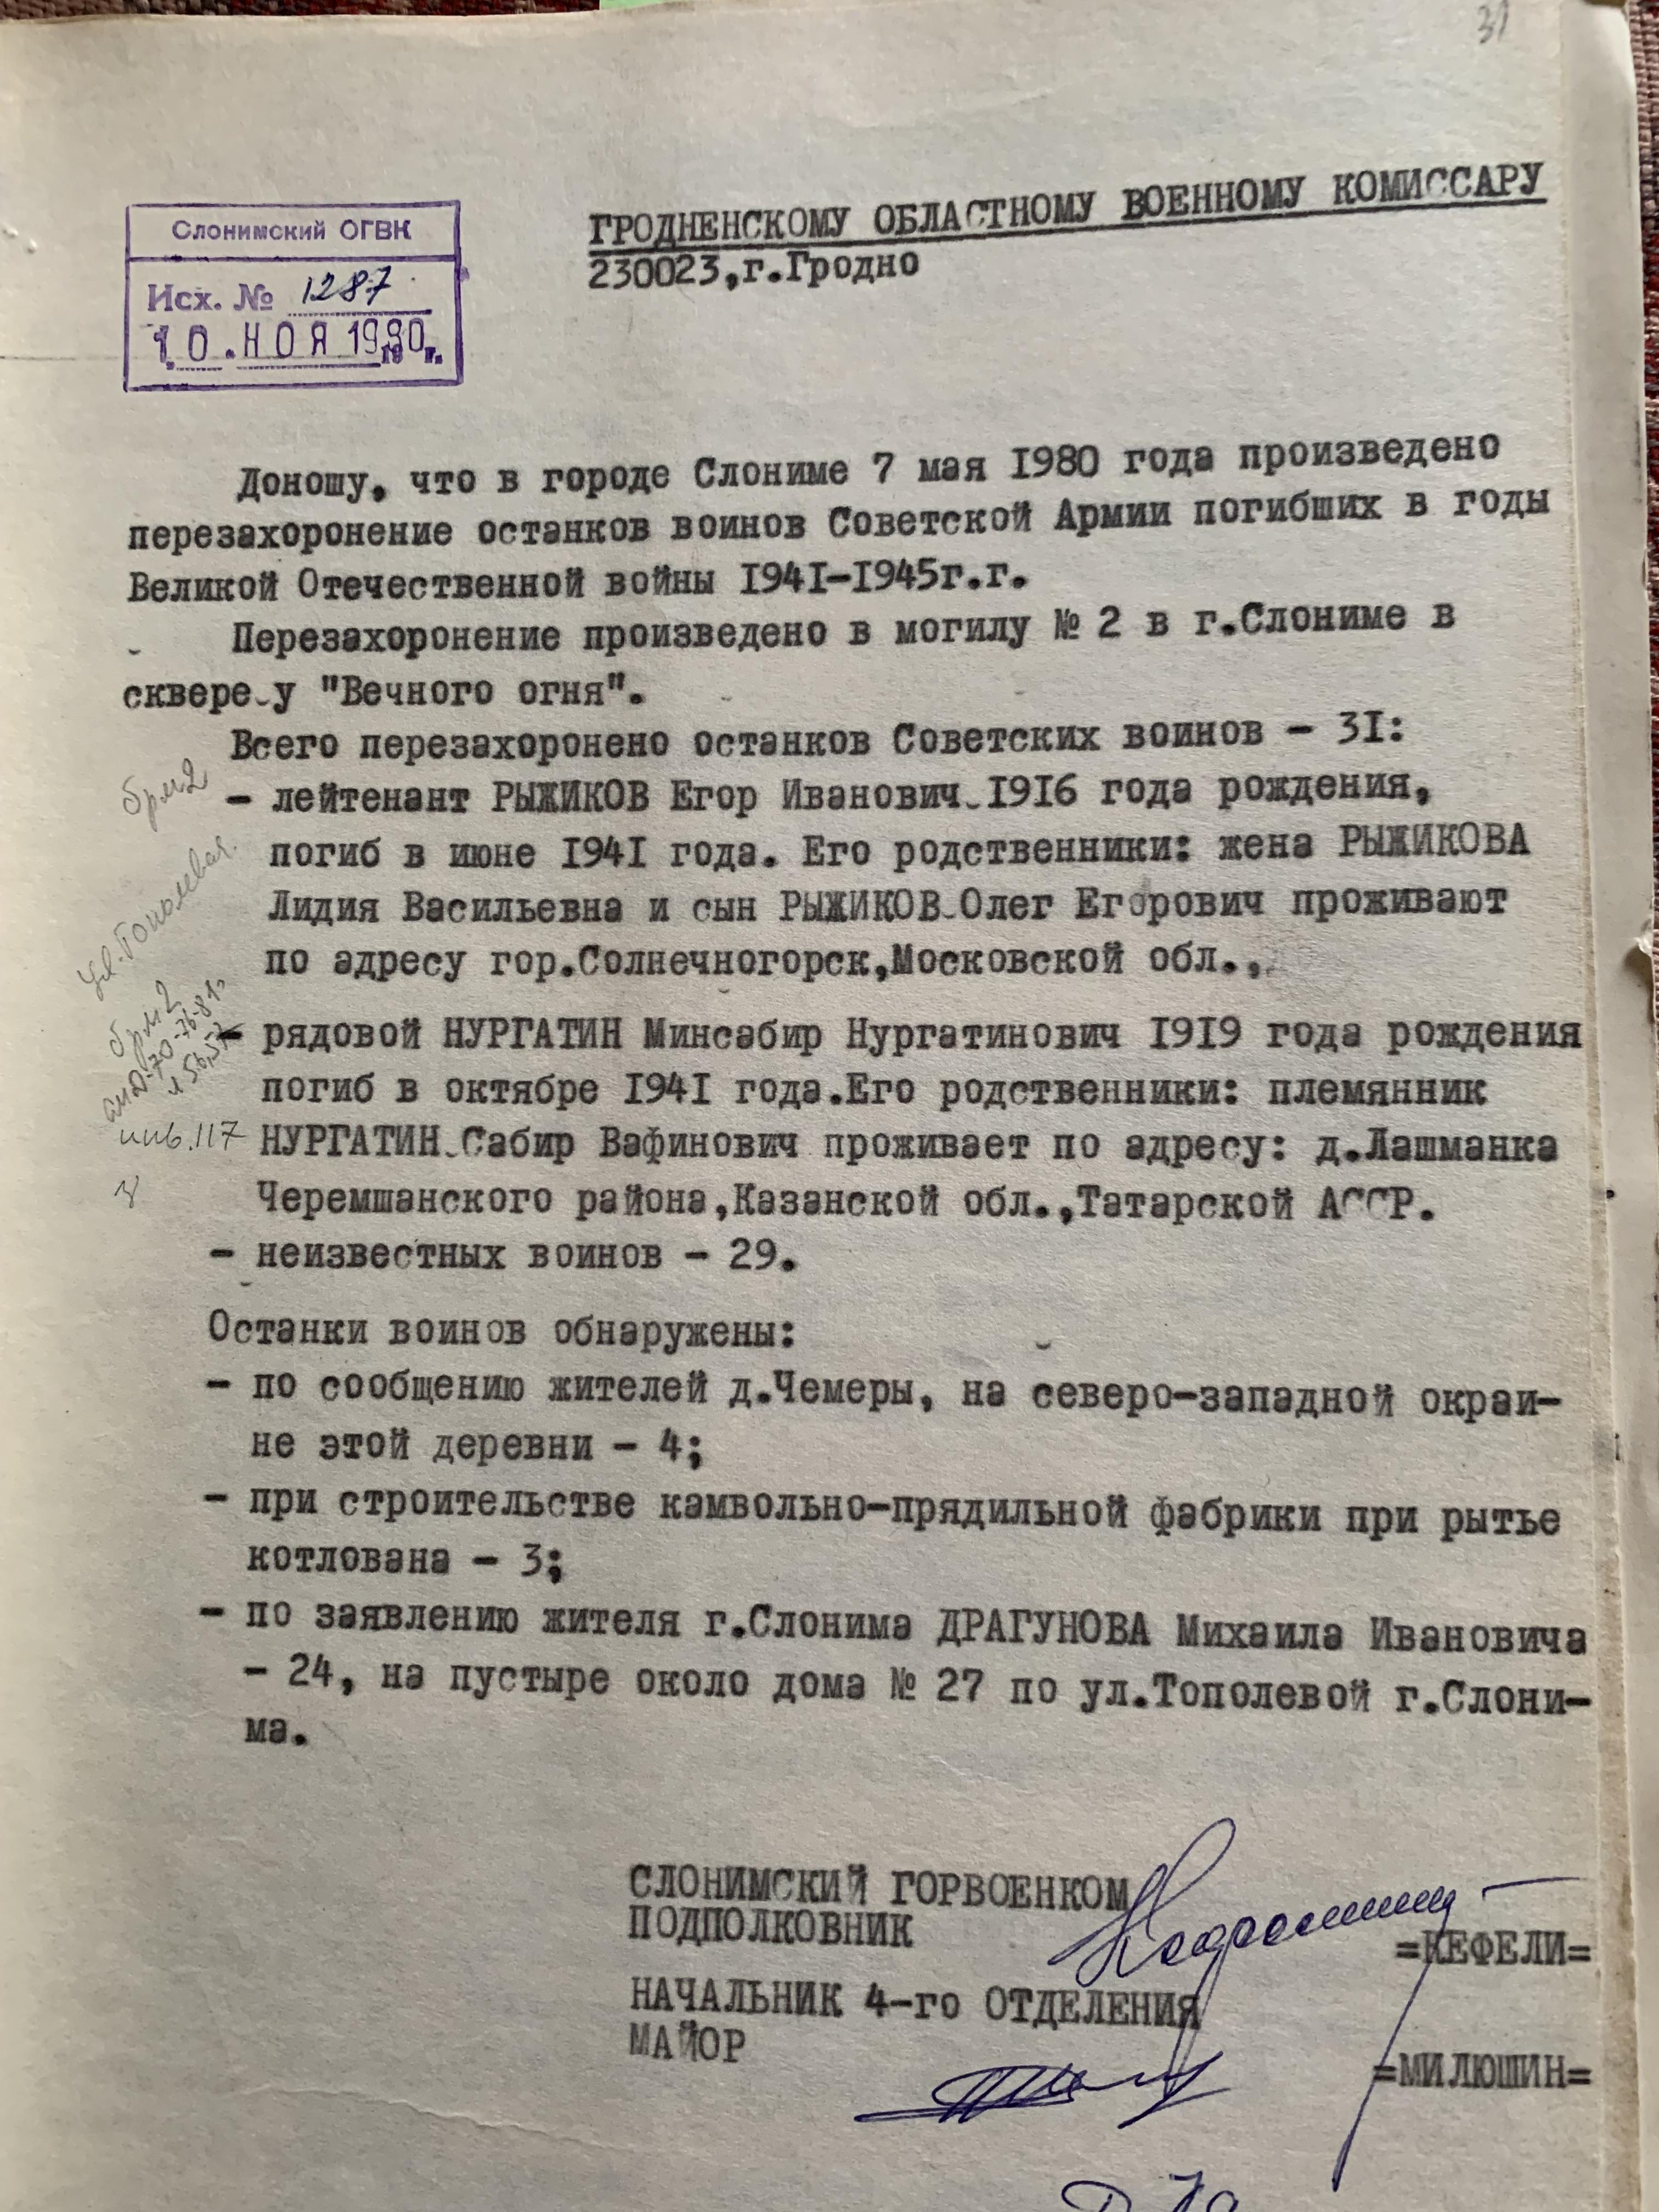 31
Слонимский ОГВК
Исх. № 1287
10.НОЯ 1980
ГРОДНЕНСКОМУ ОБЛАСТНОМУ ВОЕННОМУ КОМИССАРУ
230023,г.Гродно
Доношу, что в городе Слониме 7 мая 1980 года произведено
перезахоронение останков воинов Советской Армии погибших в годы
Великой Отечественной войны 1941-1945г.г.
Перезахоронение произведено в могилу № 2 в г.Слониме в
сквере у "Вечного огня".
Всего перезахоронено останков Советских воинов - 31:
- лейтенант РЫЖИКОВ Егор Иванович 1916 года рождения,
погиб в июне 1941 года. Его родственники: жена РЫЖИКОВА
Лидия Васильевна и сын РЫЖИКОВ Олег Егорович проживают
по адресу гор.Солнечногорск,Московской обл.,
- рядовой НУРГАТИН Минсабир Нургатинович 1919 года рождения
погиб в октябре 1941 года.Его родственники: племянник
НУРГАТИН Сабир Вафинович проживает по адресу: д.Лашманка
Черемшанского района,Казанской обл.,Татарской АССР.
- неизвестных воинов - 29.
Останки воинов обнаружены:
- по сообщению жителей д.Чемеры, на северо-западной окраи-
не этой деревни - 4;
- при строительстве камвольно-прядильной фабрики при рытье
котлована - 3;
- по заявлению жителя г.Слонима ДРАГУНОВА Михаила Ивановича
- 24, на пустыре около дома № 27 по ул.Тополевой г.Слони-
ма.
ул. Тополевая.
инв.117
СЛОНИМСКИЙ ГОРВОЕНКОМ
ПОДПОЛКОВНИК
=КЕФЕЛИ=
НАЧАЛЬНИК 4-го ОТДЕЛЕНИЯ
МАЙОР
=МИЛЮШИН=